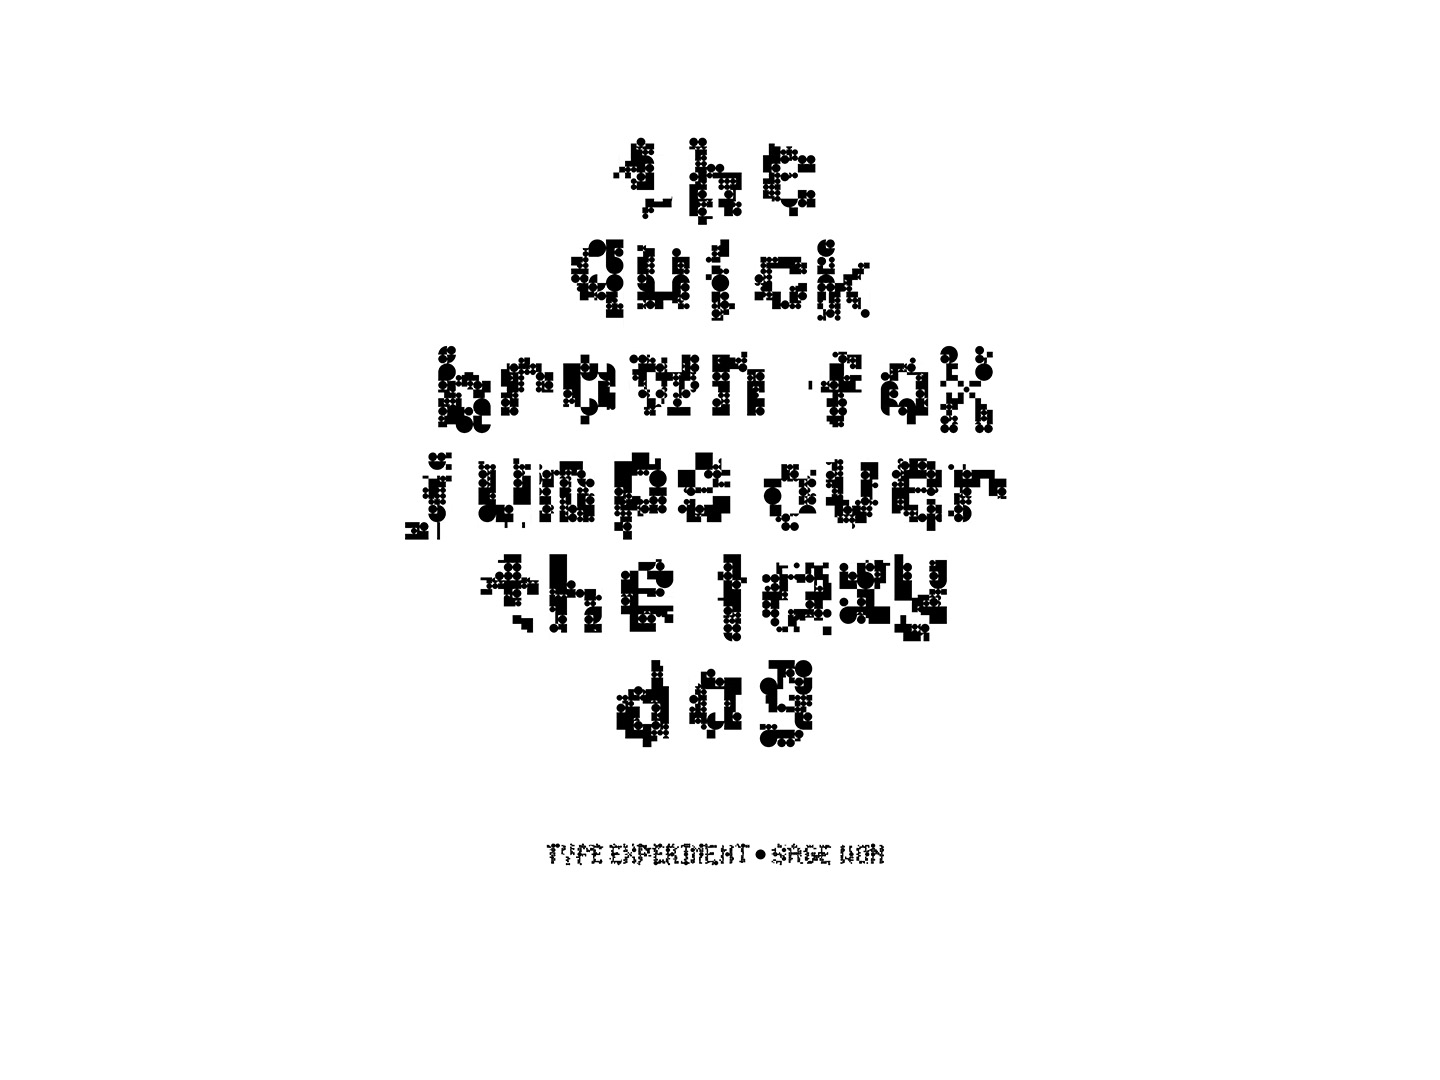 the
quick
brown fox
jumps over
the lazy
dog
TYPE EXPERIMENT • SAGE WON